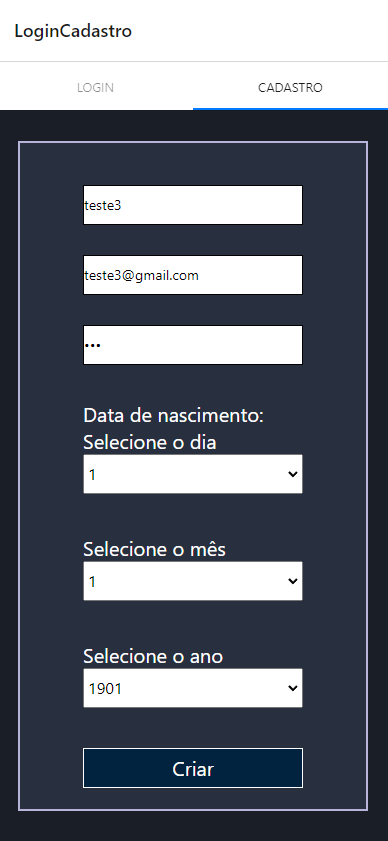 LoginCadastro
LOGIN
CADASTRO
teste3
teste3@gmail.com
•••
Data de nascimento:
Selecione o dia
1
Selecione o mês
1
Selecione o ano
1901
Criar